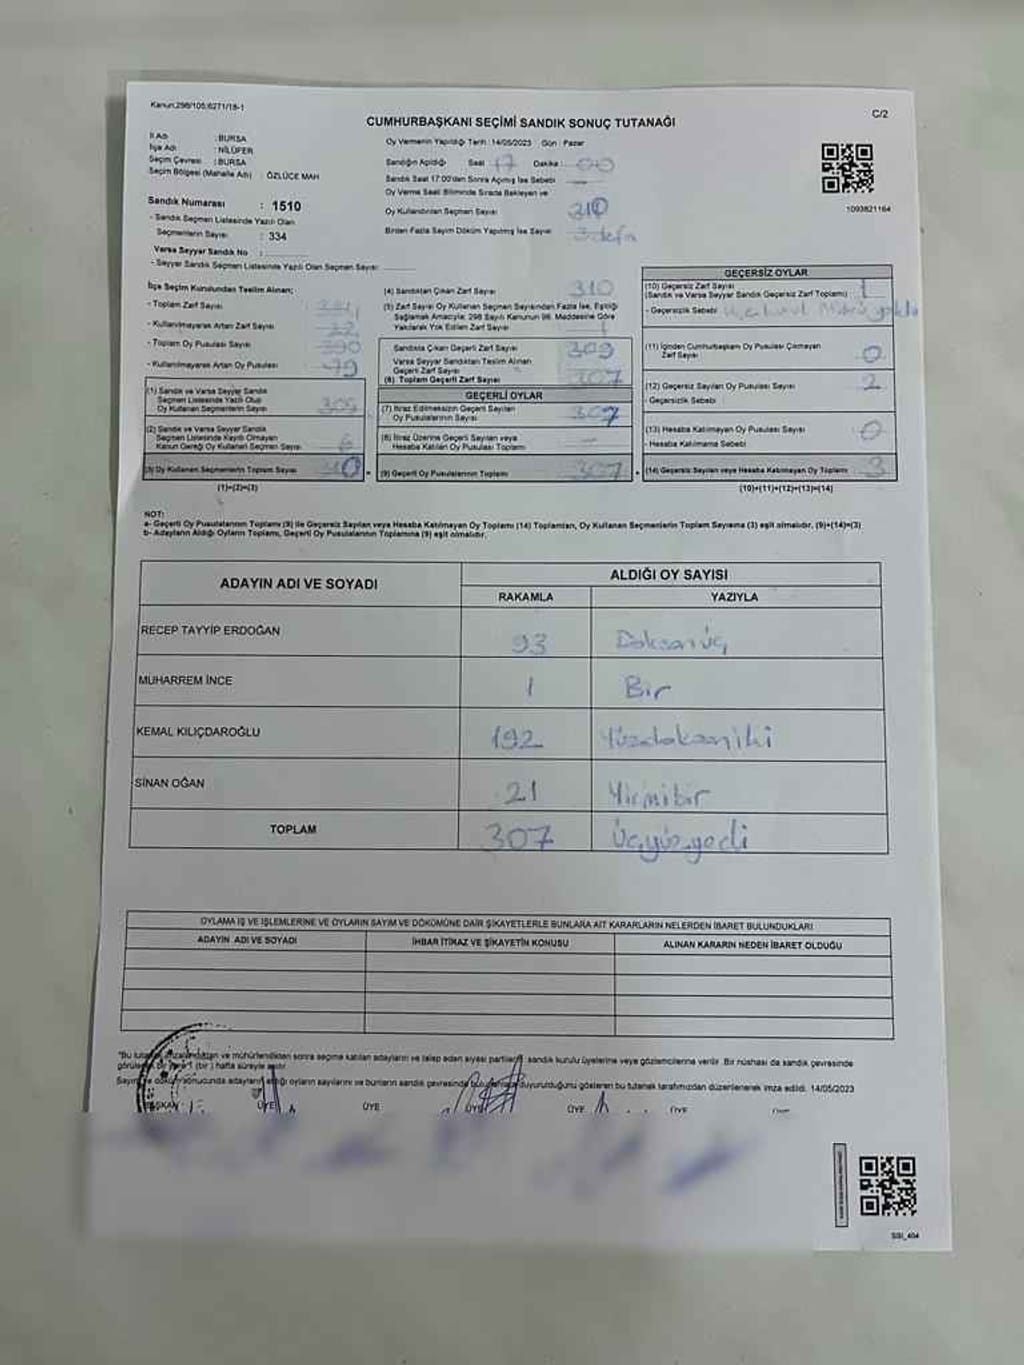 Kanun:298/105;6271/18-1
C/2
CUMHURBAŞKANI SEÇİMİ SANDIK SONUÇ TUTANAĞI
İl Adı : BURSA
İlçe Adı : NİLÜFER
Seçim Çevresi : BURSA
Seçim Bölgesi (Mahalle Adı) : ÖZLÜCE MAH
Oy Vermenin Yapıldığı Tarih : 14/05/2023 Gün : Pazar
Sandığın Açıldığı Saat : 17 Dakika : 00
Sandık Saat 17:00'dan Sonra Açılmış İse Sebebi : —
Oy Verme Saati Bitiminde Sırada Bekleyen ve
Oy Kullandırılan Seçmen Sayısı 310
Birden Fazla Sayım Döküm Yapılmış İse Sayısı 3 defa
1093821164
Sandık Numarası : 1510
- Sandık Seçmen Listesinde Yazılı Olan
Seçmenlerin Sayısı : 334
Varsa Seyyar Sandık No :
- Seyyar Sandık Seçmen Listesinde Yazılı Olan Seçmen Sayısı
İlçe Seçim Kurulundan Teslim Alınan;
- Toplam Zarf Sayısı
- Kullanılmayarak Artan Zarf Sayısı
- Toplam Oy Pusulası Sayısı
- Kullanılmayarak Artan Oy Pusulası 79
(1) Sandık ve Varsa Seyyar Sandık
Seçmen Listesinde Yazılı Olup
Oy Kullanan Seçmenlerin Sayısı
(2) Sandık ve Varsa Seyyar Sandık
Seçmen Listesinde Kayıtlı Olmayan
Kanun Gereği Oy Kullanan Seçmen Sayısı
(3) Oy Kullanan Seçmenlerin Toplam Sayısı 310
(1)+(2)=(3)
(4) Sandıktan Çıkan Zarf Sayısı 310
(5) Zarf Sayısı Oy Kullanan Seçmen Sayısından Fazla İse, Eşitliği
Sağlamak Amacıyla; 298 Sayılı Kanunun 98. Maddesine Göre
Yakılarak Yok Edilen Zarf Sayısı
Sandıkta Çıkan Geçerli Zarf Sayısı 309
Varsa Seyyar Sandıktan Teslim Alınan
Geçerli Zarf Sayısı
(6) Toplam Geçerli Zarf Sayısı 307
GEÇERLİ OYLAR
(7) İtiraz Edilmeksizin Geçerli Sayılan
Oy Pusulalarının Sayısı 307
(8) İtiraz Üzerine Geçerli Sayılan veya
Hesaba Katılan Oy Pusulası Toplamı —
(9) Geçerli Oy Pusulalarının Toplamı 307
GEÇERSİZ OYLAR
(10) Geçersiz Zarf Sayısı
(Sandık ve Varsa Seyyar Sandık Geçersiz Zarf Toplamı) 1
- Geçersizlik Sebebi
(11) İçinden Cumhurbaşkanı Oy Pusulası Çıkmayan
Zarf Sayısı 0
(12) Geçersiz Sayılan Oy Pusulası Sayısı 2
- Geçersizlik Sebebi
(13) Hesaba Katılmayan Oy Pusulası Sayısı 0
- Hesaba Katılmama Sebebi
(14) Geçersiz Sayılan veya Hesaba Katılmayan Oy Toplamı 3
(10)+(11)+(12)+(13)=(14)
NOT:
a- Geçerli Oy Pusulalarının Toplamı (9) ile Geçersiz Sayılan veya Hesaba Katılmayan Oy Toplamı (14) Toplamları, Oy Kullanan Seçmenlerin Toplam Sayısına (3) eşit olmalıdır. (9)+(14)=(3)
b- Adayların Aldığı Oyların Toplamı, Geçerli Oy Pusulalarının Toplamına (9) eşit olmalıdır.
ADAYIN ADI VE SOYADI ALDIĞI OY SAYISI
RAKAMLA YAZIYLA
RECEP TAYYİP ERDOĞAN 93 Doksan üç
MUHARREM İNCE 1 Bir
KEMAL KILIÇDAROĞLU 192 Yüzdoksaniki
SİNAN OĞAN 21 Yirmibir
TOPLAM 307 Üçyüzyedi
OYLAMA İŞ VE İŞLEMLERİNE VE OYLARIN SAYIM VE DÖKÜMÜNE DAİR ŞİKAYETLERLE BUNLARA AİT KARARLARIN NELERDEN İBARET BULUNDUKLARI
ADAYIN ADI VE SOYADI İHBAR İTİRAZ VE ŞİKAYETİN KONUSU ALINAN KARARIN NEDEN İBARET OLDUĞU
"Bu tutanak imzalandıktan ve mühürlendikten sonra seçime katılan adayların ve talep eden siyasi partilerin sandık kurulu üyelerine veya gözlemcilerine verilir. Bir nüshası da sandık çevresinde
görülen bir yere 1 (bir) hafta süreyle asılır.
Sayım ve döküm sonucunda adayların aldığı oyların sayılarını ve bunların sandık çevresinde bulunanlara duyurulduğunu gösteren bu tutanak tarafımızdan düzenlenerek imza edildi. 14/05/2023
BAŞKAN ÜYE ÜYE ÜYE ÜYE ÜYE ÜYE
SSI_404